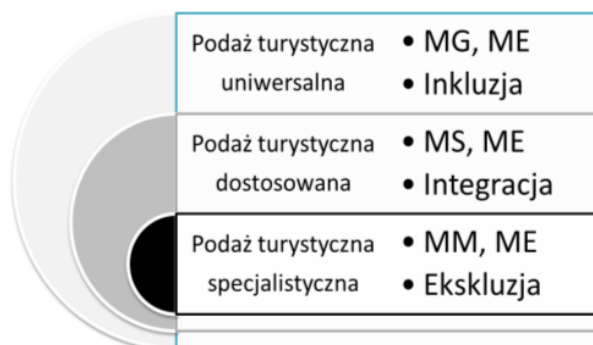 Podaż turystyczna
uniwersalna
• MG, ME
• Inkluzja
Podaż turystyczna
dostosowana
• MS, ME
• Integracja
Podaż turystyczna
specjalistyczna
• MM, ME
• Ekskluzja